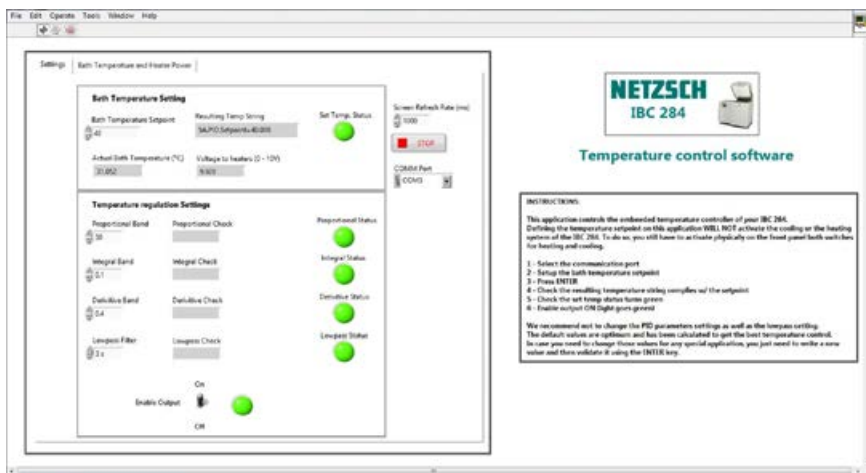 File Edit Operate Tools Window Help
Settings Bath Temperature and Heater Power
Bath Temperature Setting
Bath Temperature Setpoint
40
Resulting Temp String
Set Temp. Status
Actual Bath Temperature (°C)
Voltage to heaters (0 - 10V)
Screen Refresh Rate (ms)
1000
STOP
COMM Port
COM3
Temperature regulation Settings
Proportional Band Proportional Check Proportional Status
Integral Band Integral Check Integral Status
0.1
Derivative Band Derivative Check Derivative Status
0.4
Lowpass Filter Lowpass Check Lowpass Status
3 s
On
Enable Output
Off
NETZSCH
IBC 284
Temperature control software
INSTRUCTIONS:
This application controls the embeeded temperature controller of your IBC 284.
Defining the temperature setpoint on this application WILL NOT activate the cooling or the heating
system of the IBC 284. To do so, you still have to activate physically on the front panel both switches
for heating and cooling.
1 - Select the communication port
2 - Setup the bath temperature setpoint
3 - Press ENTER
4 - Check the resulting temperature string complies w/ the setpoint
5 - Check the set temp status turns green
6 - Enable output ON (light goes green)
We recommend not to change the PID parameters settings as well as the lowpass setting.
The default values are optimum and has been calculated to get the best temperature control.
In case you need to change those values for any special application, you just need to write a new
value and then validate it using the ENTER key.